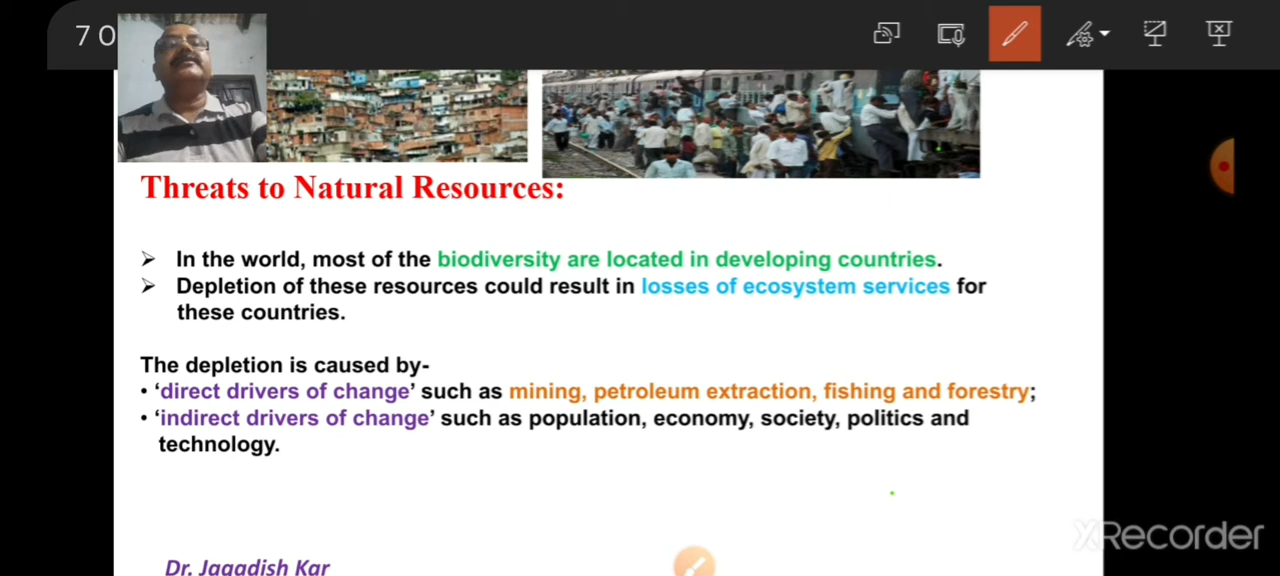 70
Threats to Natural Resources:
➢ In the world, most of the biodiversity are located in developing countries.
➢ Depletion of these resources could result in losses of ecosystem services for
these countries.
The depletion is caused by-
• ‘direct drivers of change’ such as mining, petroleum extraction, fishing and forestry;
• ‘indirect drivers of change’ such as population, economy, society, politics and
technology.
Dr. Jagadish Kar
XRecorder